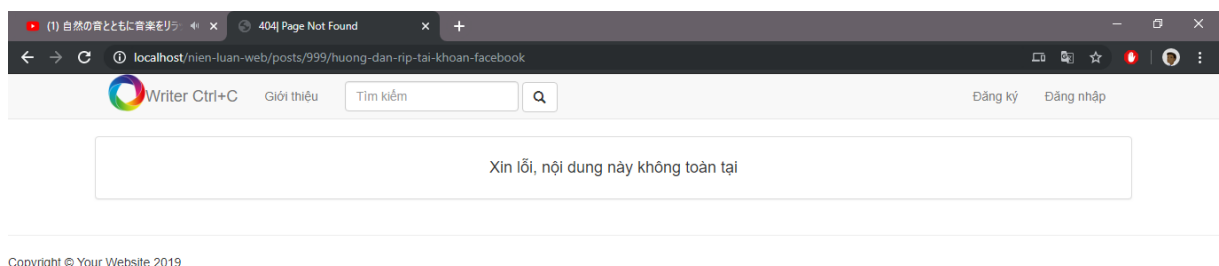 (1) 自然の音とともに音楽をリラ
404| Page Not Found
localhost/nien-luan-web/posts/999/huong-dan-rip-tai-khoan-facebook
Writer Ctrl+C Giới thiệu Tìm kiếm Đăng ký Đăng nhập
Xin lỗi, nội dung này không toàn tại
Copyright © Your Website 2019